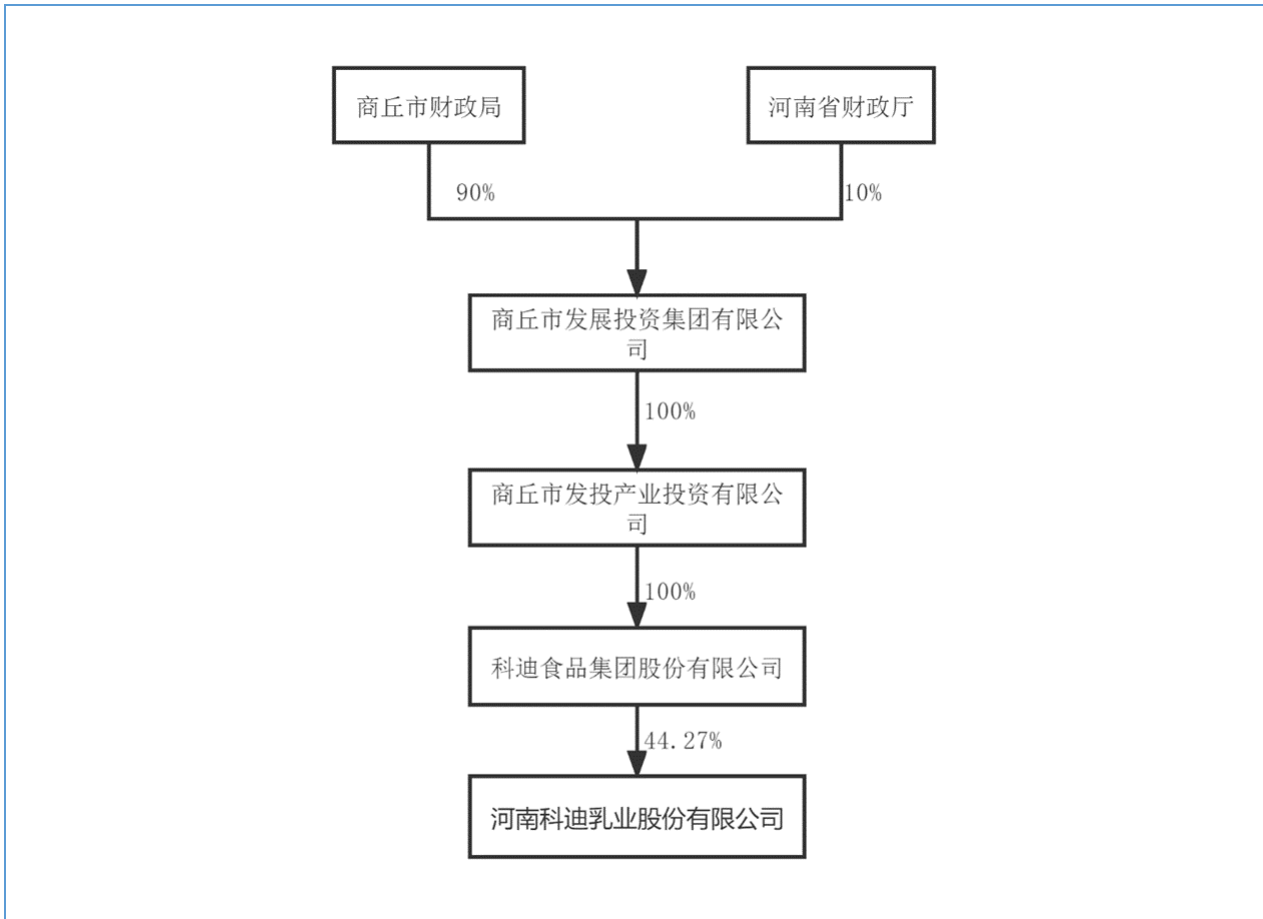 商丘市财政局
河南省财政厅
90%
10%
商丘市发展投资集团有限公
司
100%
商丘市发投产业投资有限公
司
100%
科迪食品集团股份有限公司
44.27%
河南科迪乳业股份有限公司